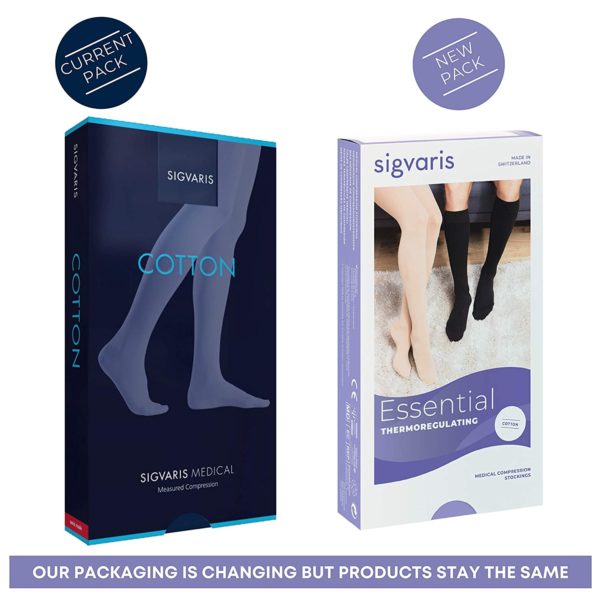 CURRENT
PACK
NEW
PACK
SIGVARIS
COTTON
SIGVARIS
COTTON
SIGVARIS MEDICAL
Measured Compression
sigvaris
MADE IN
SWITZERLAND
Essential
THERMOREGULATING
COTTON
MEDICAL COMPRESSION
STOCKINGS
OUR PACKAGING IS CHANGING BUT PRODUCTS STAY THE SAME